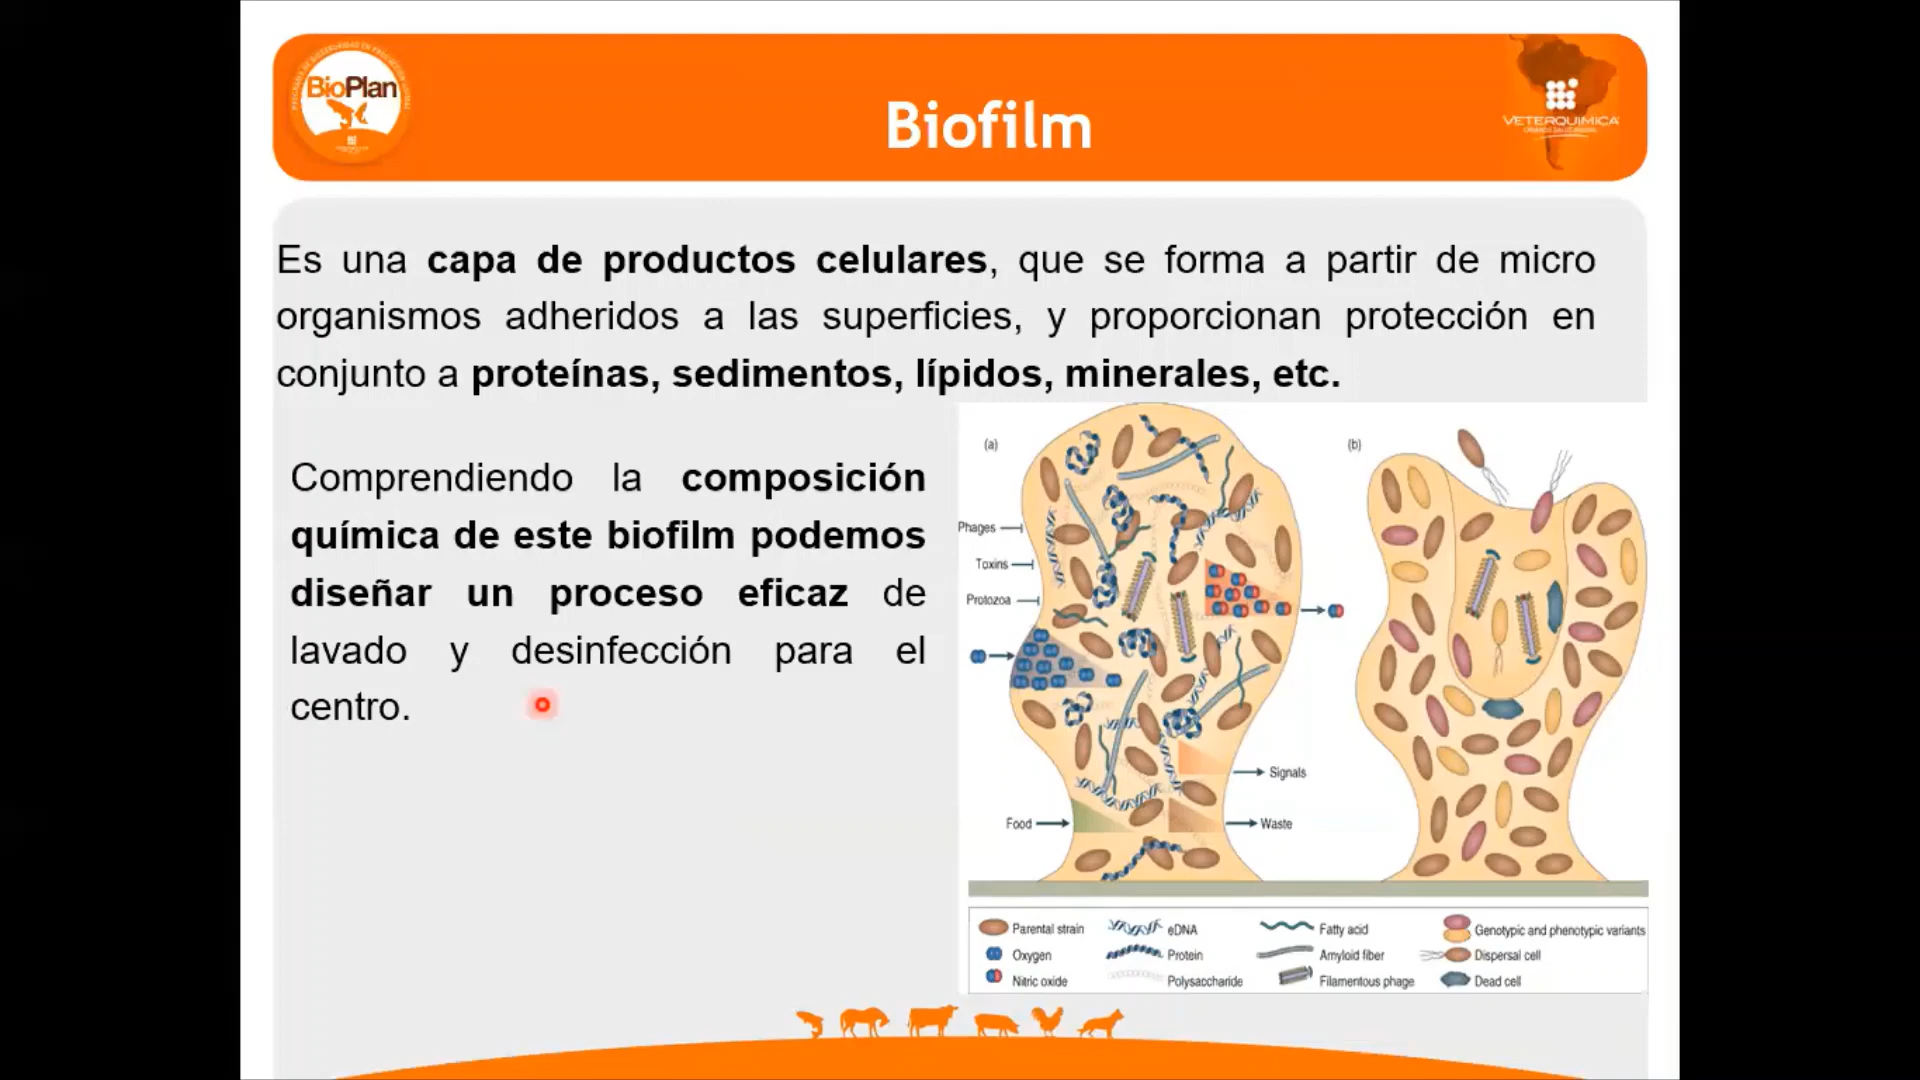 BioPlan
Biofilm
VETERQUIMICA
Es una capa de productos celulares, que se forma a partir de micro
organismos adheridos a las superficies, y proporcionan protección en
conjunto a proteínas, sedimentos, lípidos, minerales, etc.
Comprendiendo la composición
química de este biofilm podemos
diseñar un proceso eficaz de
lavado y desinfección para el
centro.
(a)
(b)
Phages
Toxins
Protozoa
Signals
Food
Waste
Parental strain
eDNA
Fatty acid
Genotypic and phenotypic variants
Oxygen
Protein
Amyloid fiber
Dispersal cell
Nitric oxide
Polysaccharide
Filamentous phage
Dead cell